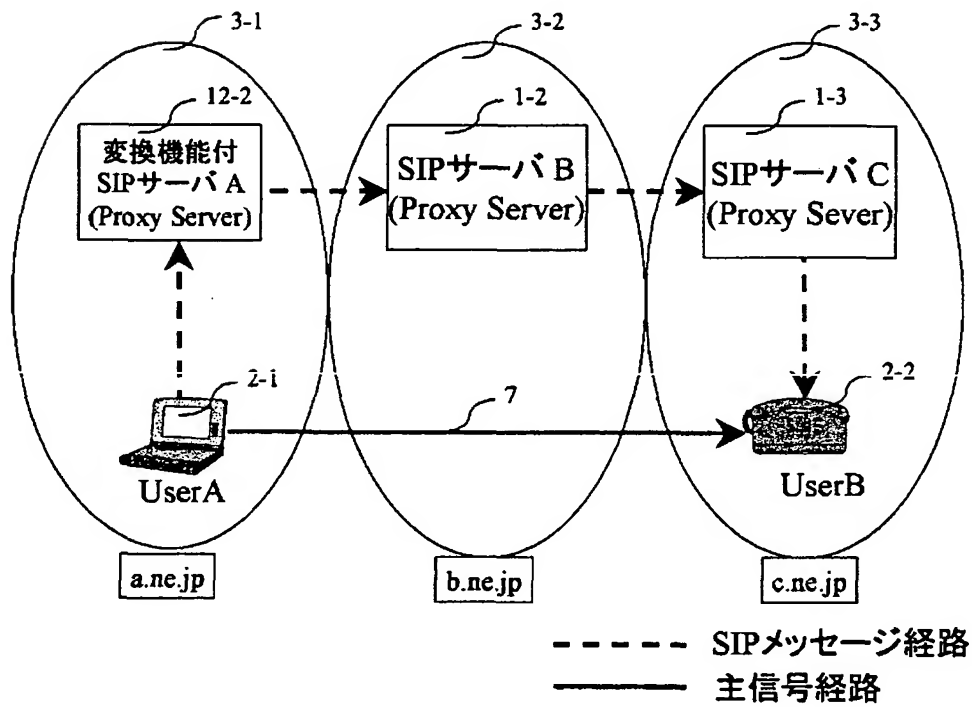 3-1
3-2
3-3
12-2
1-2
1-3
変換機能付
SIPサーバ A
(Proxy Server)
SIPサーバ B
(Proxy Server)
SIPサーバ C
(Proxy Sever)
2-1
7
2-2
UserA
UserB
a.ne.jp
b.ne.jp
c.ne.jp
SIPメッセージ経路
主信号経路